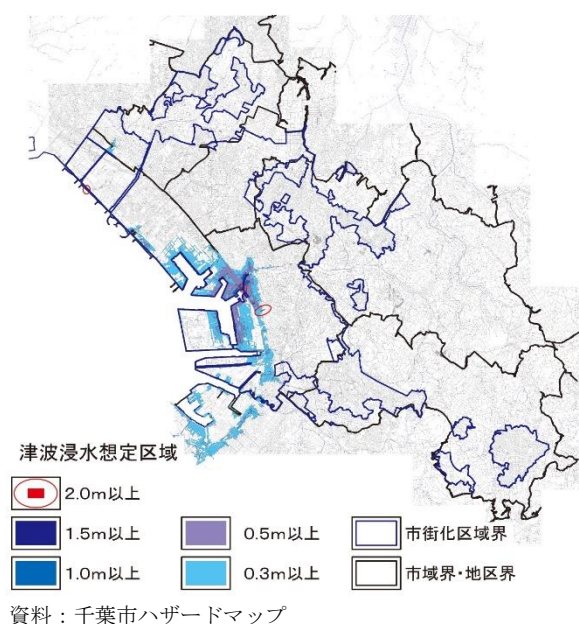 津波浸水想定区域
2.0m以上
1.5m以上 0.5m以上 市街化区域界
1.0m以上 0.3m以上 市域界・地区界
資料：千葉市ハザードマップ